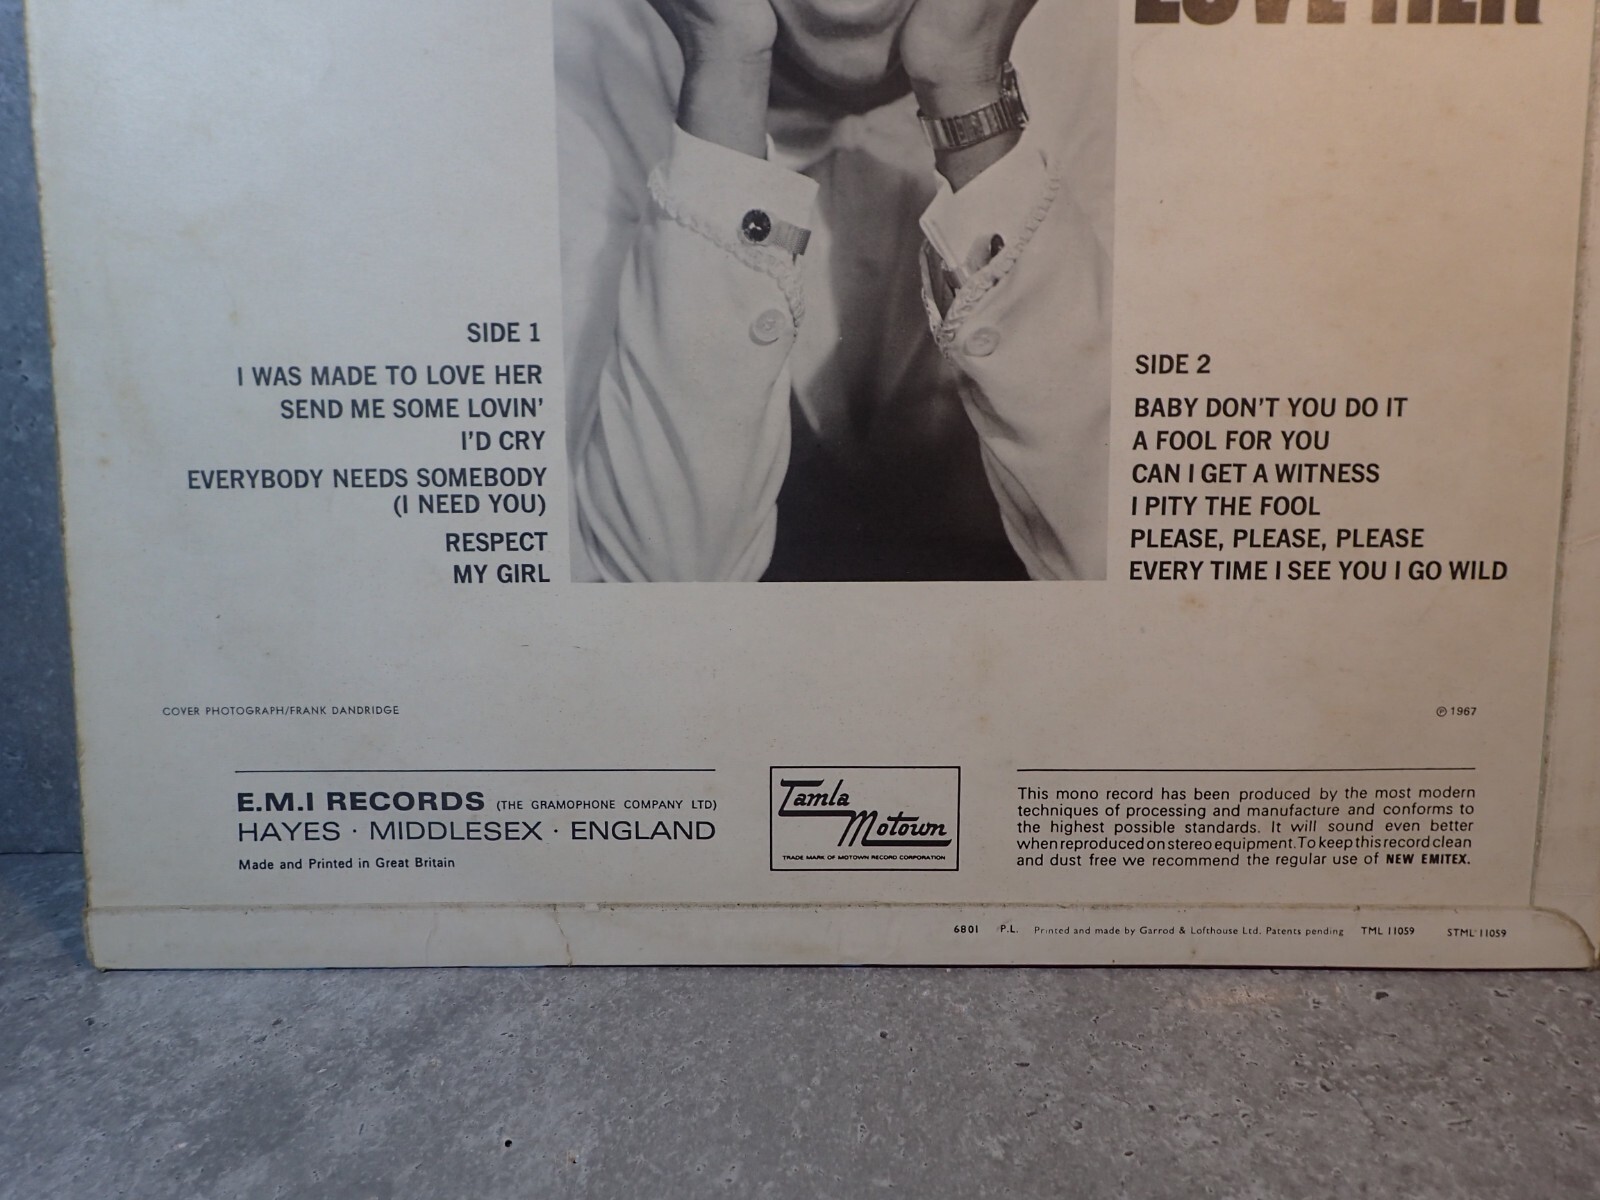 LOVE HER
SIDE 1
I WAS MADE TO LOVE HER
SEND ME SOME LOVIN'
I'D CRY
EVERYBODY NEEDS SOMEBODY
(I NEED YOU)
RESPECT
MY GIRL
SIDE 2
BABY DON'T YOU DO IT
A FOOL FOR YOU
CAN I GET A WITNESS
I PITY THE FOOL
PLEASE, PLEASE, PLEASE
EVERY TIME I SEE YOU I GO WILD
COVER PHOTOGRAPH/FRANK DANDRIDGE
℗ 1967
E.M.I RECORDS (THE GRAMOPHONE COMPANY LTD)
HAYES · MIDDLESEX · ENGLAND
Made and Printed in Great Britain
Tamla
Motown
TRADE MARK OF MOTOWN RECORD CORPORATION
This mono record has been produced by the most modern
techniques of processing and manufacture and conforms to
the highest possible standards. It will sound even better
when reproduced on stereo equipment. To keep this record clean
and dust free we recommend the regular use of NEW EMITEX.
6801 P.L. Printed and made by Garrod & Lofthouse Ltd. Patents pending TML 11059 STML 11059